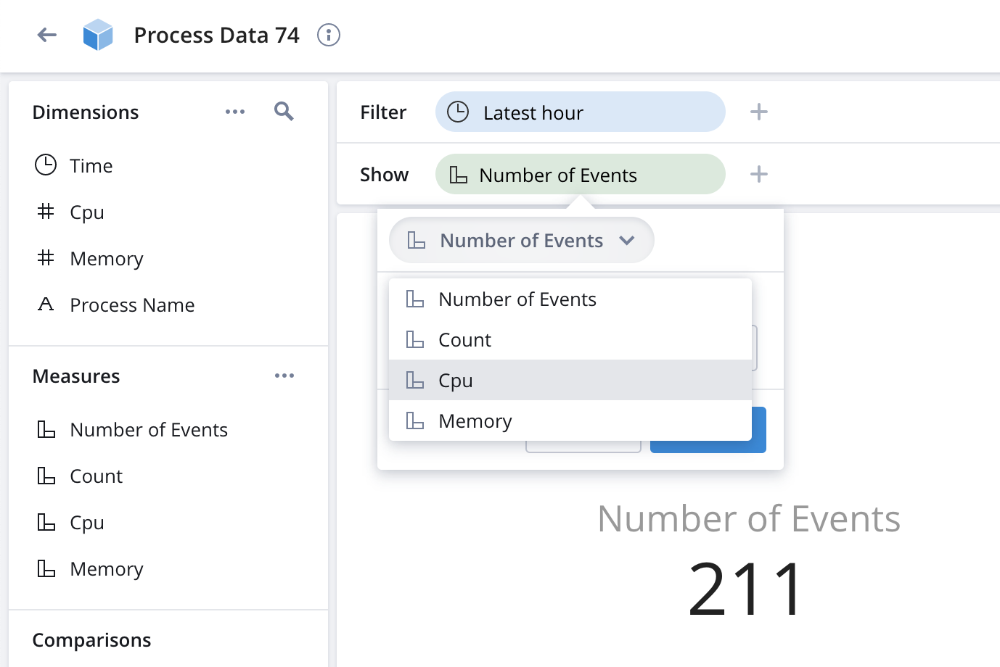 Process Data 74
Dimensions
Time
Cpu
Memory
Process Name
Measures
Number of Events
Count
Cpu
Memory
Comparisons
Filter
Latest hour
Show
Number of Events
Number of Events
Number of Events
Count
Cpu
Memory
Number of Events
211